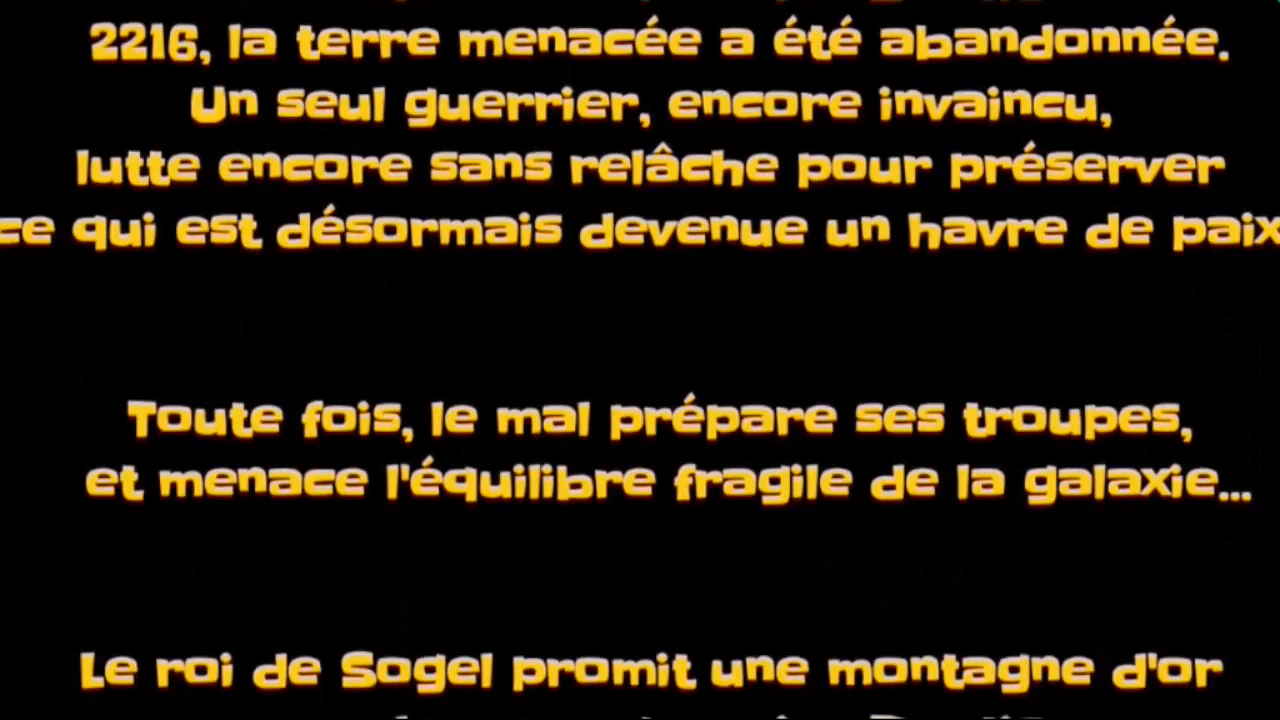 2216, la terre menacée a été abandonnée.
Un seul guerrier, encore invaincu,
lutte encore sans relâche pour préserver
ce qui est désormais devenue un havre de paix
Toute fois, le mal prépare ses troupes,
et menace l'équilibre fragile de la galaxie...
Le roi de Sogel promit une montagne d'or